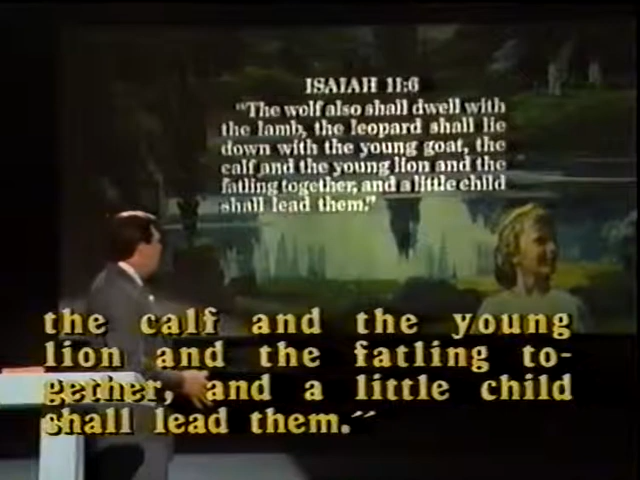 ISAIAH 11:6
"The wolf also shall dwell with
the lamb, the leopard shall lie
down with the young goat, the
calf and the young lion and the
fatling together, and a little child
shall lead them."
the calf and the young
lion and the fatling to-
gether, and a little child
shall lead them."